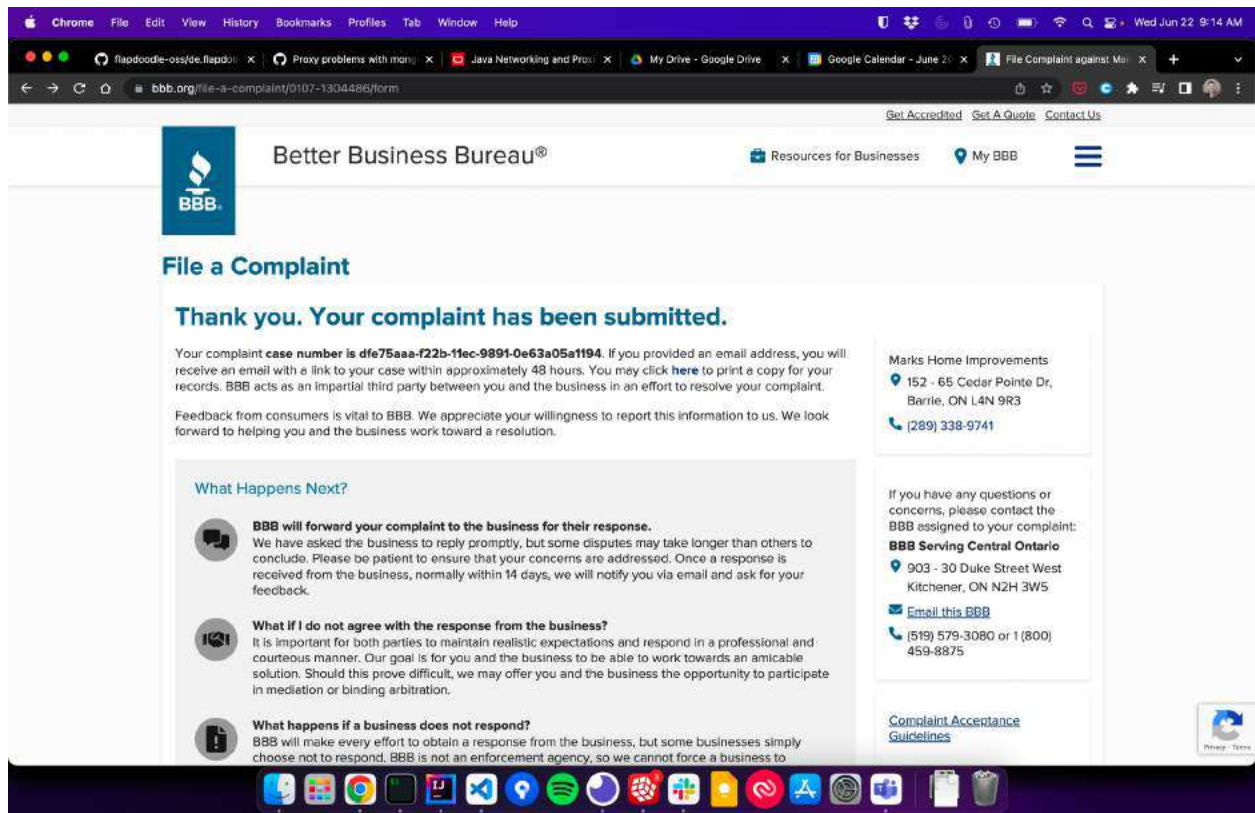 Chrome File Edit View History Bookmarks Profiles Tab Window Help
Wed Jun 22 9:14 AM
flapdoodle-oss/de.flapdoo
Proxy problems with mong
Java Networking and Proxi
My Drive - Google Drive
Google Calendar - June 20
File Complaint against Mar
bbb.org/file-a-complaint/0107-1304486/form
Get Accredited Get A Quote Contact Us
BBB.
Better Business Bureau®
Resources for Businesses
My BBB
File a Complaint
Thank you. Your complaint has been submitted.
Your complaint case number is dfe75aaa-f22b-11ec-9891-0e63a05a1194. If you provided an email address, you will
receive an email with a link to your case within approximately 48 hours. You may click here to print a copy for your
records. BBB acts as an impartial third party between you and the business in an effort to resolve your complaint.
Feedback from consumers is vital to BBB. We appreciate your willingness to report this information to us. We look
forward to helping you and the business work toward a resolution.
What Happens Next?
BBB will forward your complaint to the business for their response.
We have asked the business to reply promptly, but some disputes may take longer than others to
conclude. Please be patient to ensure that your concerns are addressed. Once a response is
received from the business, normally within 14 days, we will notify you via email and ask for your
feedback.
What if I do not agree with the response from the business?
It is important for both parties to maintain realistic expectations and respond in a professional and
courteous manner. Our goal is for you and the business to be able to work towards an amicable
solution. Should this prove difficult, we may offer you and the business the opportunity to participate
in mediation or binding arbitration.
What happens if a business does not respond?
BBB will make every effort to obtain a response from the business, but some businesses simply
choose not to respond. BBB is not an enforcement agency, so we cannot force a business to
Marks Home Improvements
152 - 65 Cedar Pointe Dr,
Barrie, ON L4N 9R3
(289) 338-9741
If you have any questions or
concerns, please contact the
BBB assigned to your complaint:
BBB Serving Central Ontario
903 - 30 Duke Street West
Kitchener, ON N2H 3W5
Email this BBB
(519) 579-3080 or 1 (800)
459-8875
Complaint Acceptance
Guidelines
Privacy - Terms